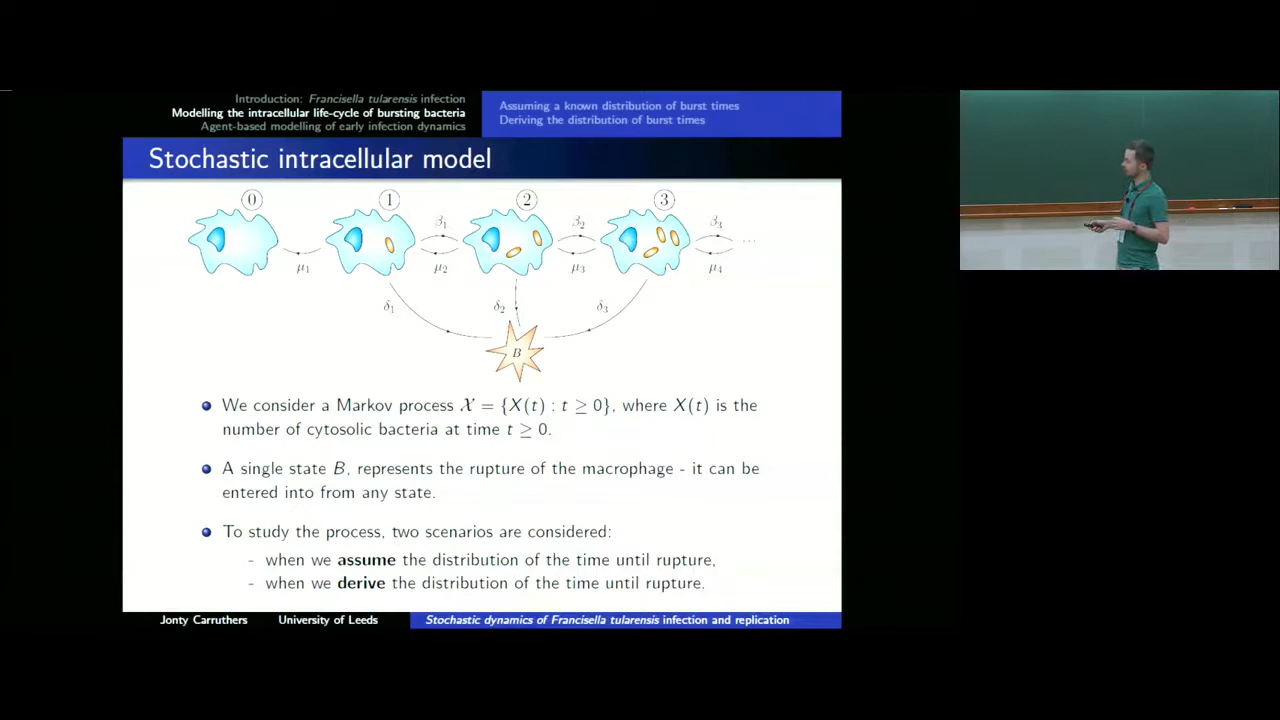 Introduction: Francisella tularensis infection
Modelling the intracellular life-cycle of bursting bacteria
Agent-based modelling of early infection dynamics
Assuming a known distribution of burst times
Deriving the distribution of burst times
Stochastic intracellular model
0 1 2 3
β₁ β₂ β₃
...
μ₁ μ₂ μ₃ μ₄
δ₁ δ₂ δ₃
B
We consider a Markov process 𝒳 = {X(t) : t ≥ 0}, where X(t) is the
number of cytosolic bacteria at time t ≥ 0.
A single state B, represents the rupture of the macrophage - it can be
entered into from any state.
To study the process, two scenarios are considered:
- when we assume the distribution of the time until rupture,
- when we derive the distribution of the time until rupture.
Jonty Carruthers University of Leeds Stochastic dynamics of Francisella tularensis infection and replication